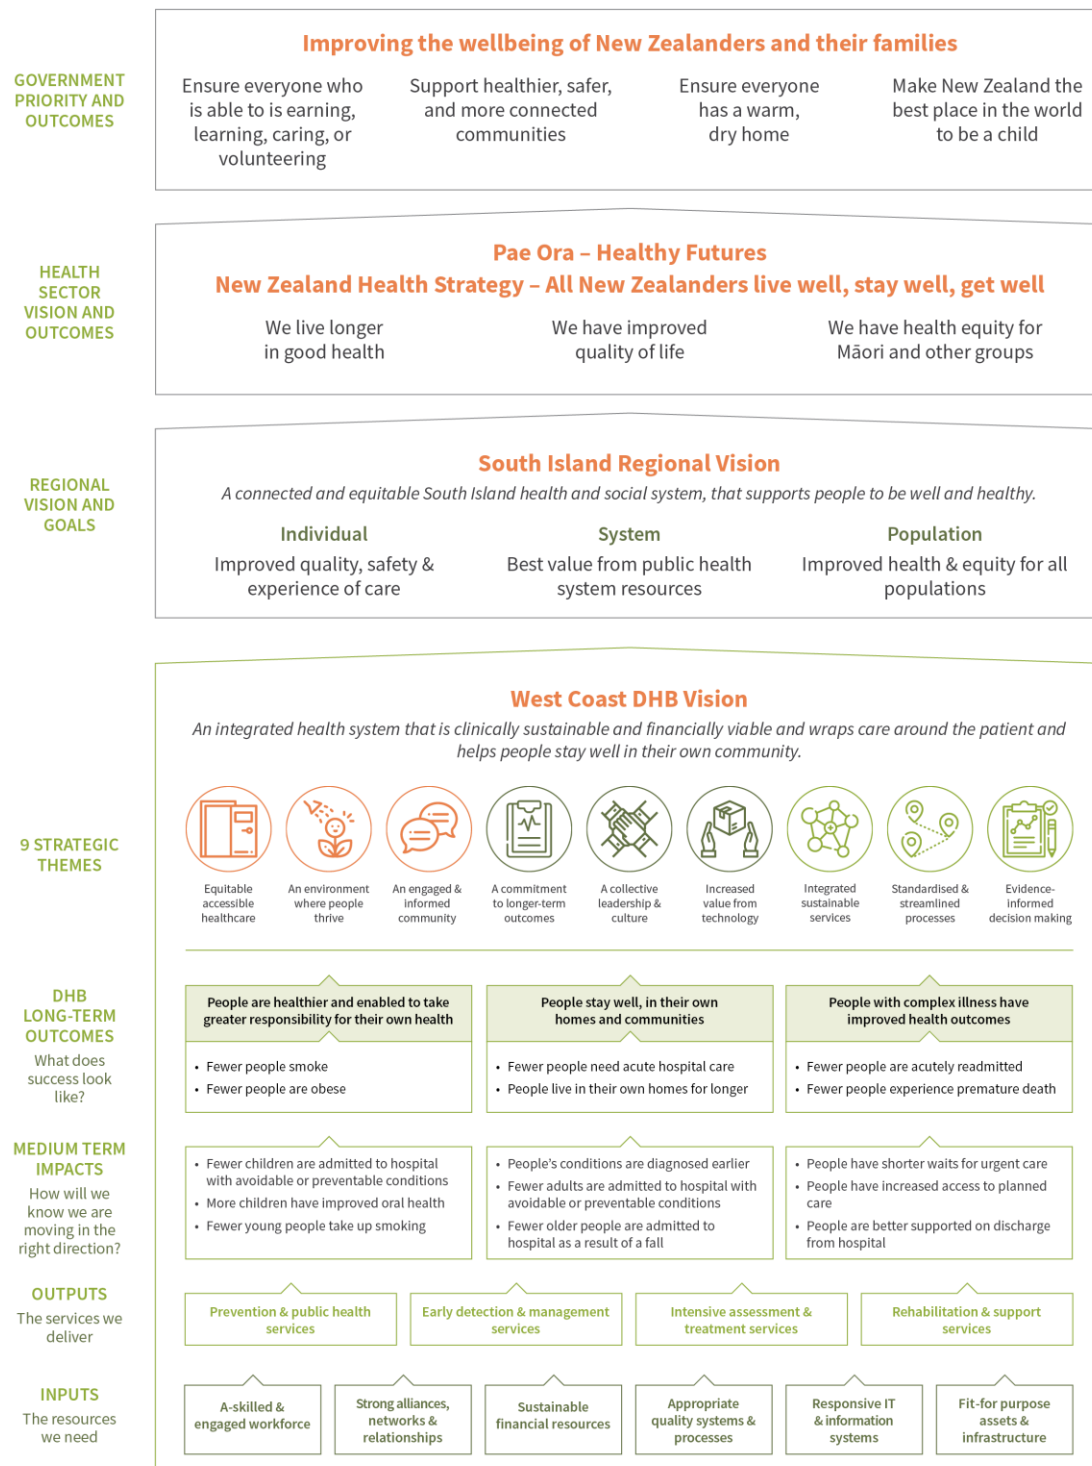 GOVERNMENT
PRIORITY AND
OUTCOMES
Improving the wellbeing of New Zealanders and their families
Ensure everyone who
is able to is earning,
learning, caring, or
volunteering
Support healthier, safer,
and more connected
communities
Ensure everyone
has a warm,
dry home
Make New Zealand the
best place in the world
to be a child
HEALTH
SECTOR
VISION AND
OUTCOMES
Pae Ora – Healthy Futures
New Zealand Health Strategy – All New Zealanders live well, stay well, get well
We live longer
in good health
We have improved
quality of life
We have health equity for
Māori and other groups
REGIONAL
VISION AND
GOALS
South Island Regional Vision
A connected and equitable South Island health and social system, that supports people to be well and healthy.
Individual
Improved quality, safety &
experience of care
System
Best value from public health
system resources
Population
Improved health & equity for all
populations
West Coast DHB Vision
An integrated health system that is clinically sustainable and financially viable and wraps care around the patient and
helps people stay well in their own community.
9 STRATEGIC
THEMES
Equitable
accessible
healthcare
An environment
where people
thrive
An engaged &
informed
community
A commitment
to longer-term
outcomes
A collective
leadership &
culture
Increased
value from
technology
Integrated
sustainable
services
Standardised &
streamlined
processes
Evidence-
informed
decision making
DHB
LONG-TERM
OUTCOMES
What does
success look
like?
People are healthier and enabled to take
greater responsibility for their own health
• Fewer people smoke
• Fewer people are obese
People stay well, in their own
homes and communities
• Fewer people need acute hospital care
• People live in their own homes for longer
People with complex illness have
improved health outcomes
• Fewer people are acutely readmitted
• Fewer people experience premature death
MEDIUM TERM
IMPACTS
How will we
know we are
moving in the
right direction?
• Fewer children are admitted to hospital
with avoidable or preventable conditions
• More children have improved oral health
• Fewer young people take up smoking
• People's conditions are diagnosed earlier
• Fewer adults are admitted to hospital with
avoidable or preventable conditions
• Fewer older people are admitted to
hospital as a result of a fall
• People have shorter waits for urgent care
• People have increased access to planned
care
• People are better supported on discharge
from hospital
OUTPUTS
The services we
deliver
Prevention & public health
services
Early detection & management
services
Intensive assessment &
treatment services
Rehabilitation & support
services
INPUTS
The resources
we need
A-skilled &
engaged workforce
Strong alliances,
networks &
relationships
Sustainable
financial resources
Appropriate
quality systems &
processes
Responsive IT
& information
systems
Fit-for purpose
assets &
infrastructure